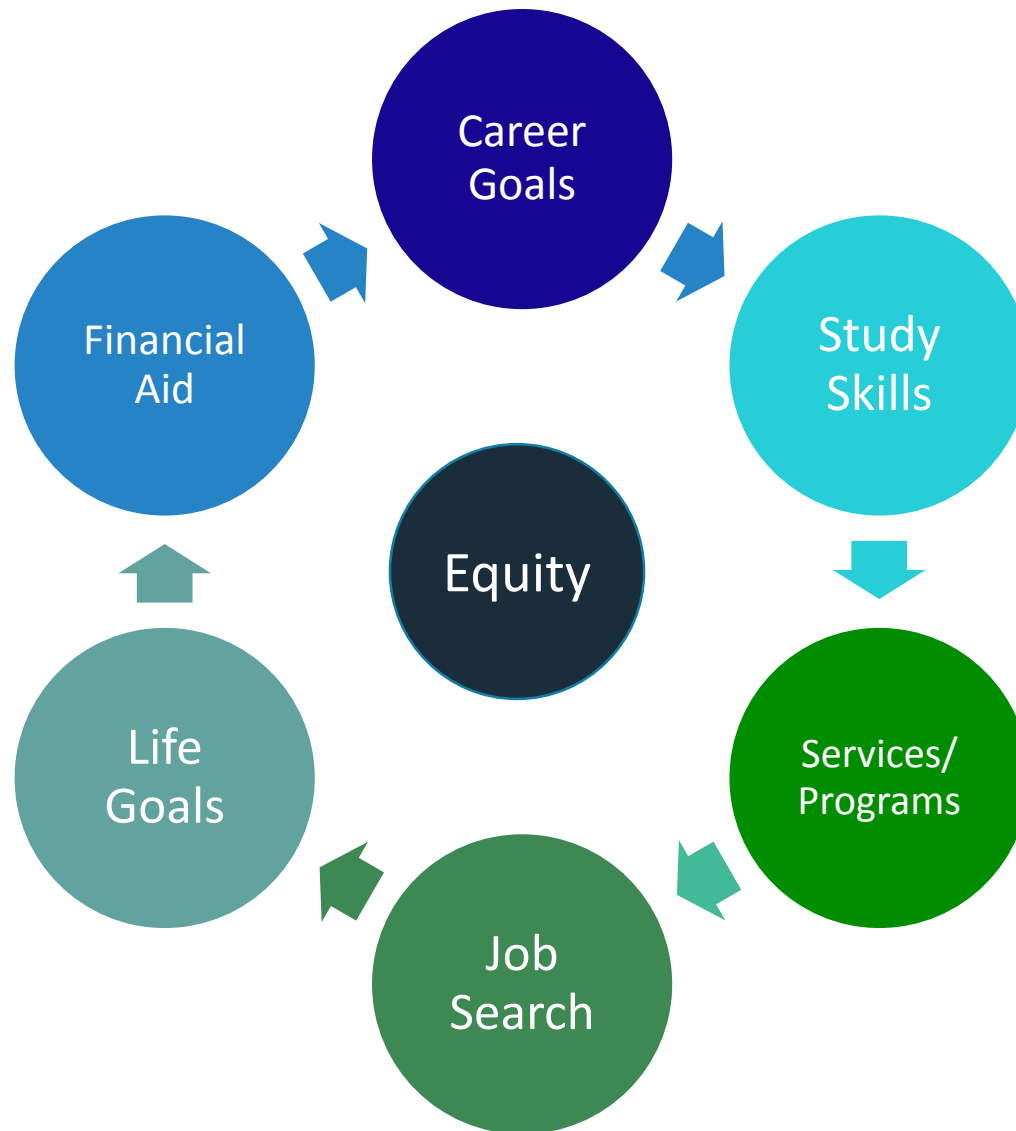 Career
Goals
Study
Skills
Services/
Programs
Job
Search
Life
Goals
Financial
Aid
Equity